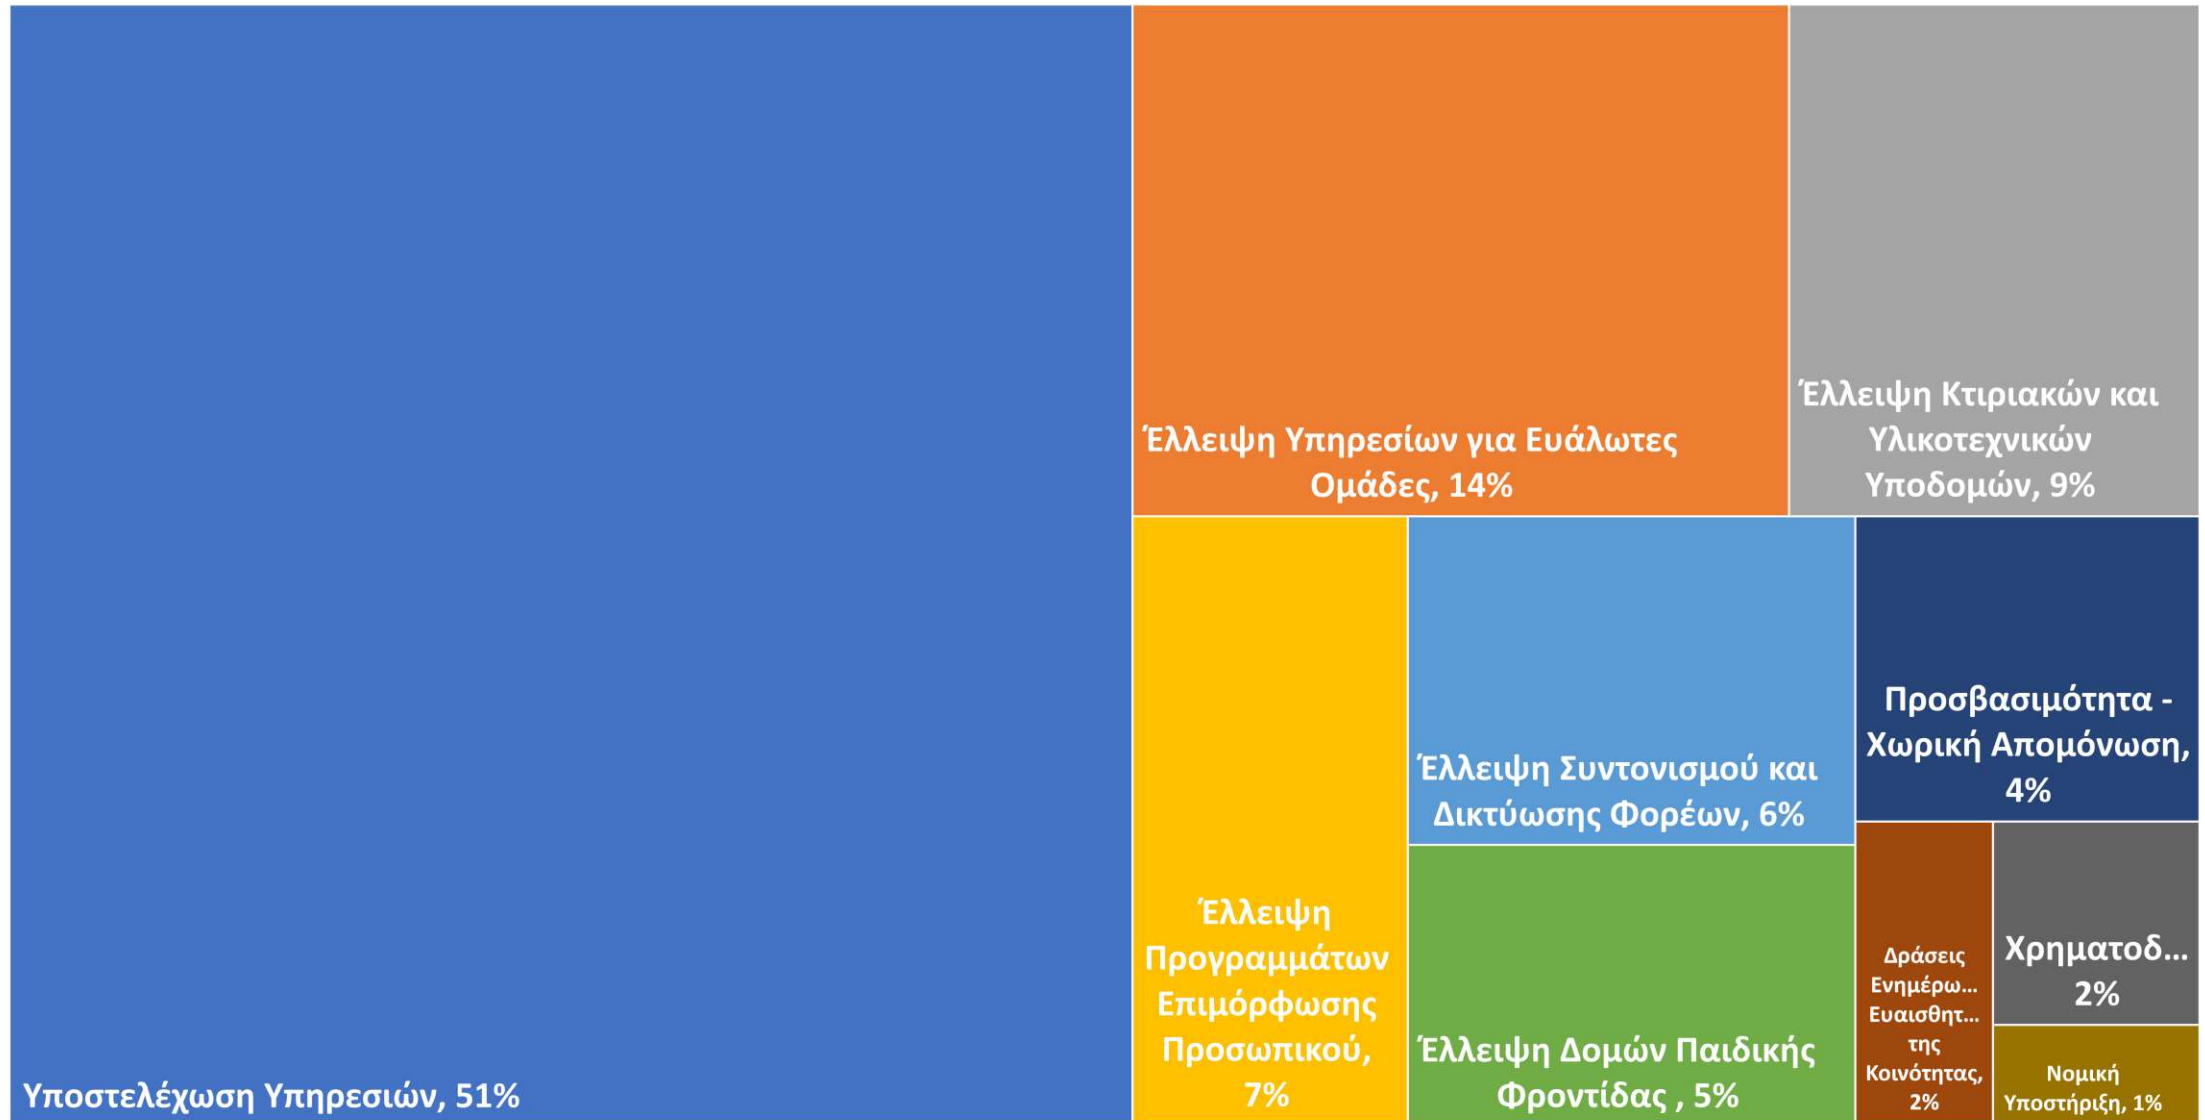 Υποστελέχωση Υπηρεσιών, 51%
Έλλειψη Υπηρεσίων για Ευάλωτες
Ομάδες, 14%
Έλλειψη Κτιριακών και
Υλικοτεχνικών
Υποδομών, 9%
Έλλειψη
Προγραμμάτων
Επιμόρφωσης
Προσωπικού,
7%
Έλλειψη Συντονισμού και
Δικτύωσης Φορέων, 6%
Έλλειψη Δομών Παιδικής
Φροντίδας , 5%
Προσβασιμότητα -
Χωρική Απομόνωση,
4%
Δράσεις
Ενημέρω...
Ευαισθητ...
της
Κοινότητας,
2%
Χρηματοδ...
2%
Νομική
Υποστήριξη, 1%